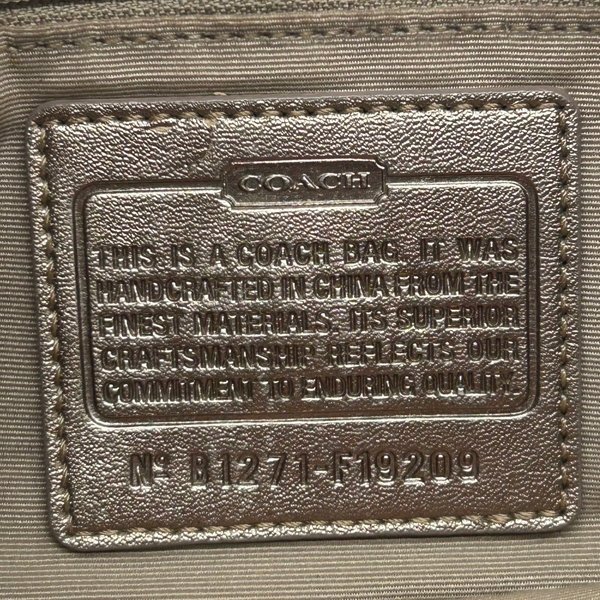 COACH
THIS IS A COACH BAG. IT WAS
HANDCRAFTED IN CHINA FROM THE
FINEST MATERIALS. ITS SUPERIOR
CRAFTSMANSHIP REFLECTS OUR
COMMITMENT TO ENDURING QUALITY.
Nº B1271-F19209